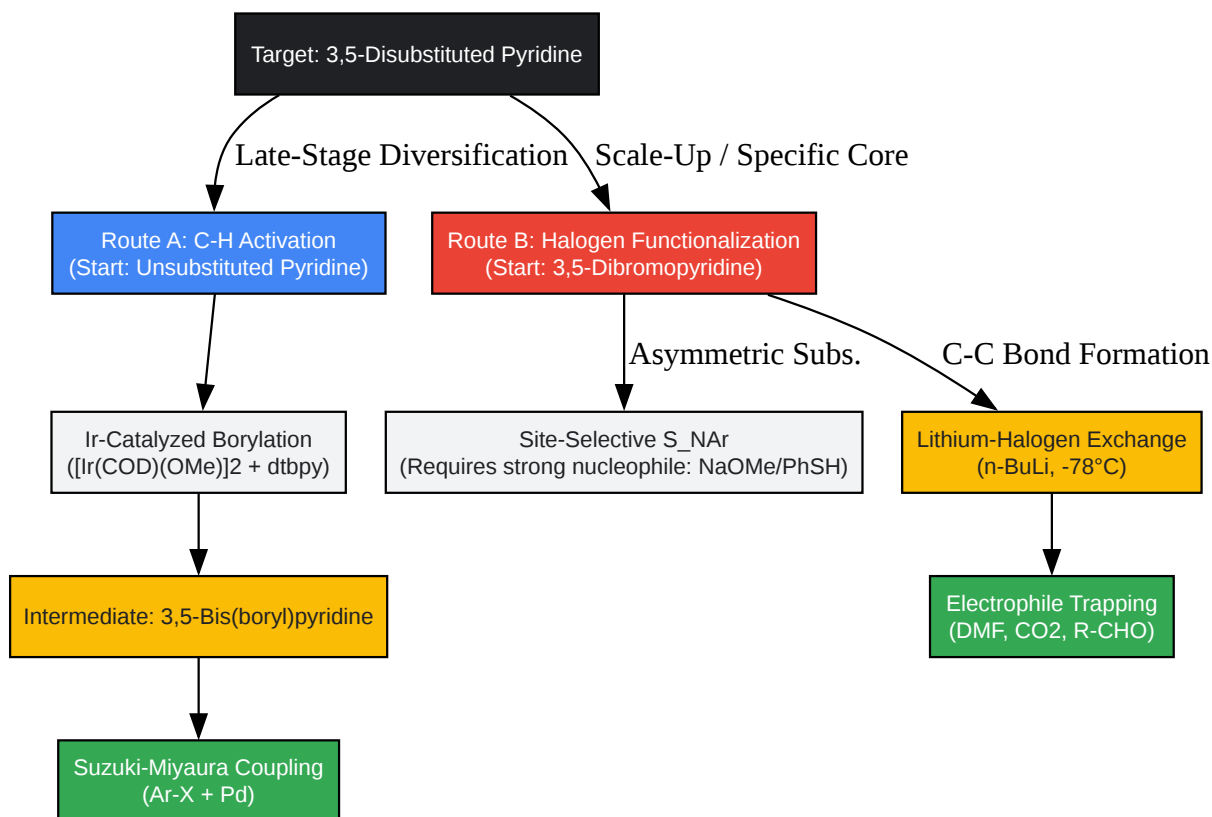 Target: 3,5-Disubstituted Pyridine
Late-Stage Diversification
Scale-Up / Specific Core
Route A: C-H Activation
(Start: Unsubstituted Pyridine)
Route B: Halogen Functionalization
(Start: 3,5-Dibromopyridine)
Asymmetric Subs.
C-C Bond Formation
Ir-Catalyzed Borylation
([Ir(COD)(OMe)]2 + dtbpy)
Site-Selective S_NAr
(Requires strong nucleophile: NaOMe/PhSH)
Lithium-Halogen Exchange
(n-BuLi, -78°C)
Intermediate: 3,5-Bis(boryl)pyridine
Electrophile Trapping
(DMF, CO2, R-CHO)
Suzuki-Miyaura Coupling
(Ar-X + Pd)